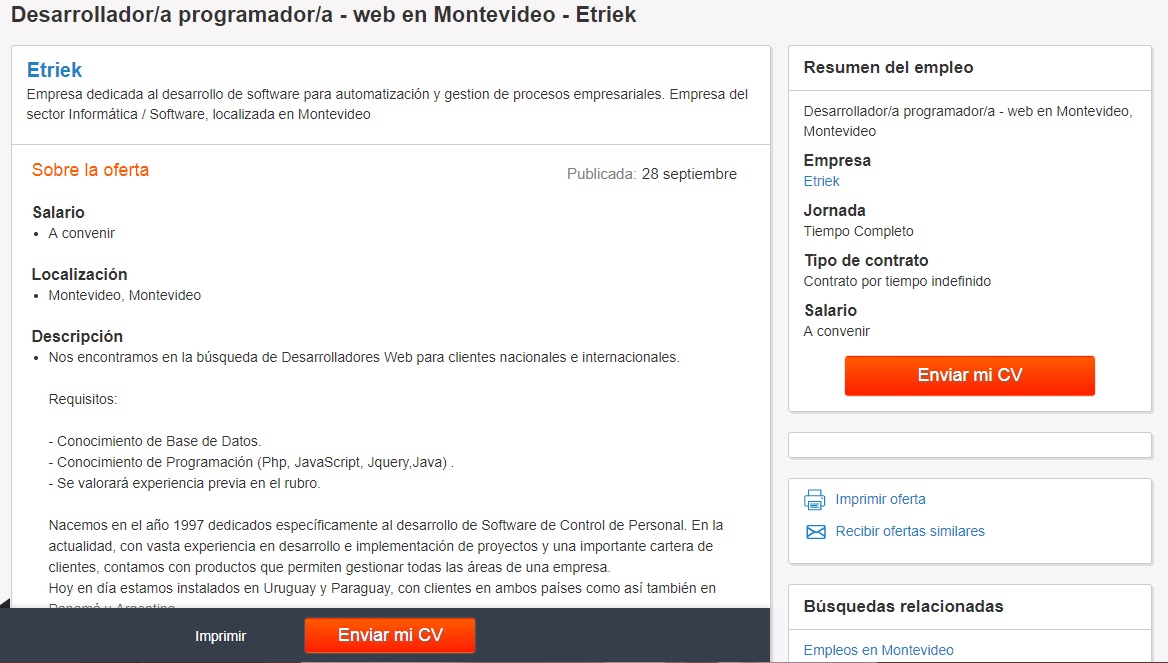 Desarrollador/a programador/a - web en Montevideo - Etriek
Etriek
Empresa dedicada al desarrollo de software para automatización y gestion de procesos empresariales. Empresa del
sector Informática / Software, localizada en Montevideo
Sobre la oferta
Publicada: 28 septiembre
Salario
• A convenir
Localización
• Montevideo, Montevideo
Descripción
• Nos encontramos en la búsqueda de Desarrolladores Web para clientes nacionales e internacionales.
Requisitos:
- Conocimiento de Base de Datos.
- Conocimiento de Programación (Php, JavaScript, Jquery,Java) .
- Se valorará experiencia previa en el rubro.
Nacemos en el año 1997 dedicados específicamente al desarrollo de Software de Control de Personal. En la
actualidad, con vasta experiencia en desarrollo e implementación de proyectos y una importante cartera de
clientes, contamos con productos que permiten gestionar todas las áreas de una empresa.
Hoy en día estamos instalados en Uruguay y Paraguay, con clientes en ambos países como así también en
Panamá y Argentina.
Imprimir
Enviar mi CV
Resumen del empleo
Desarrollador/a programador/a - web en Montevideo,
Montevideo
Empresa
Etriek
Jornada
Tiempo Completo
Tipo de contrato
Contrato por tiempo indefinido
Salario
A convenir
Enviar mi CV
Imprimir oferta
Recibir ofertas similares
Búsquedas relacionadas
Empleos en Montevideo